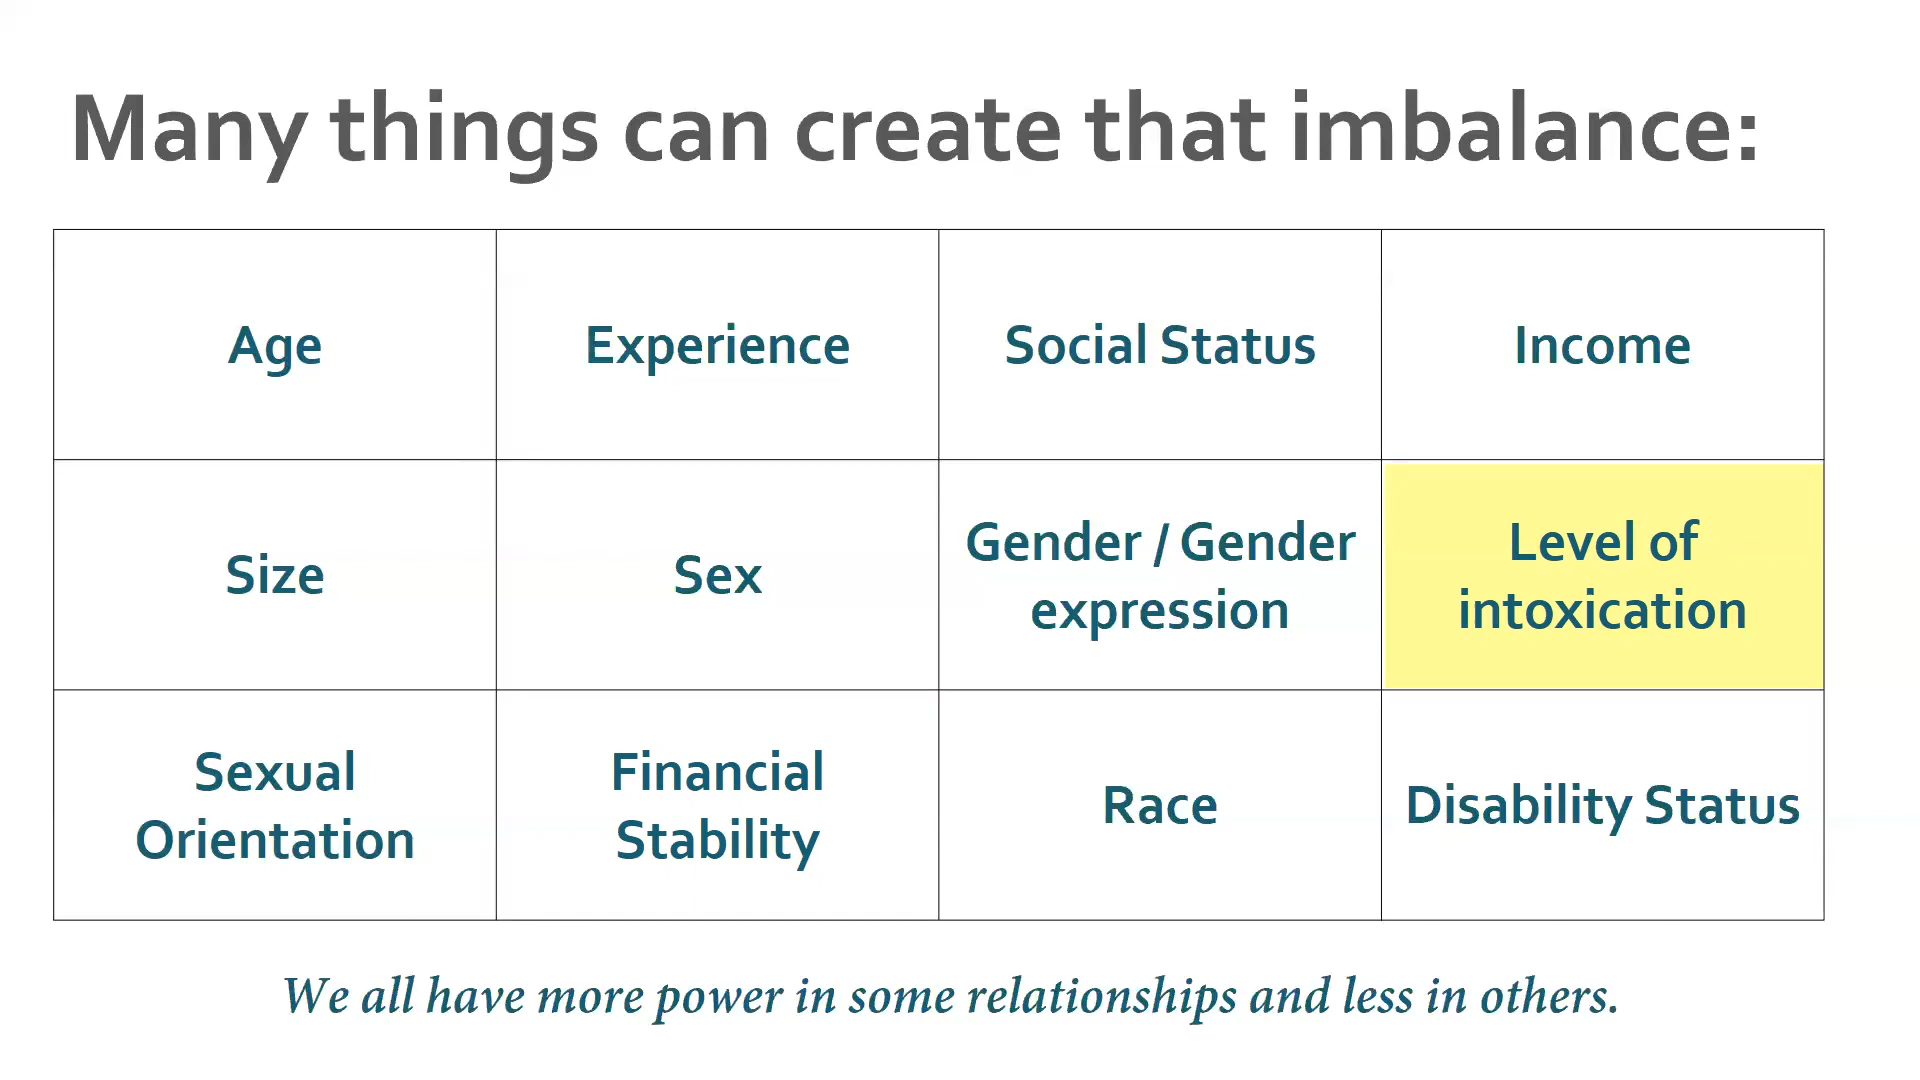 Many things can create that imbalance:
Age
Experience
Social Status
Income
Size
Sex
Gender / Gender
expression
Level of
intoxication
Sexual
Orientation
Financial
Stability
Race
Disability Status
We all have more power in some relationships and less in others.